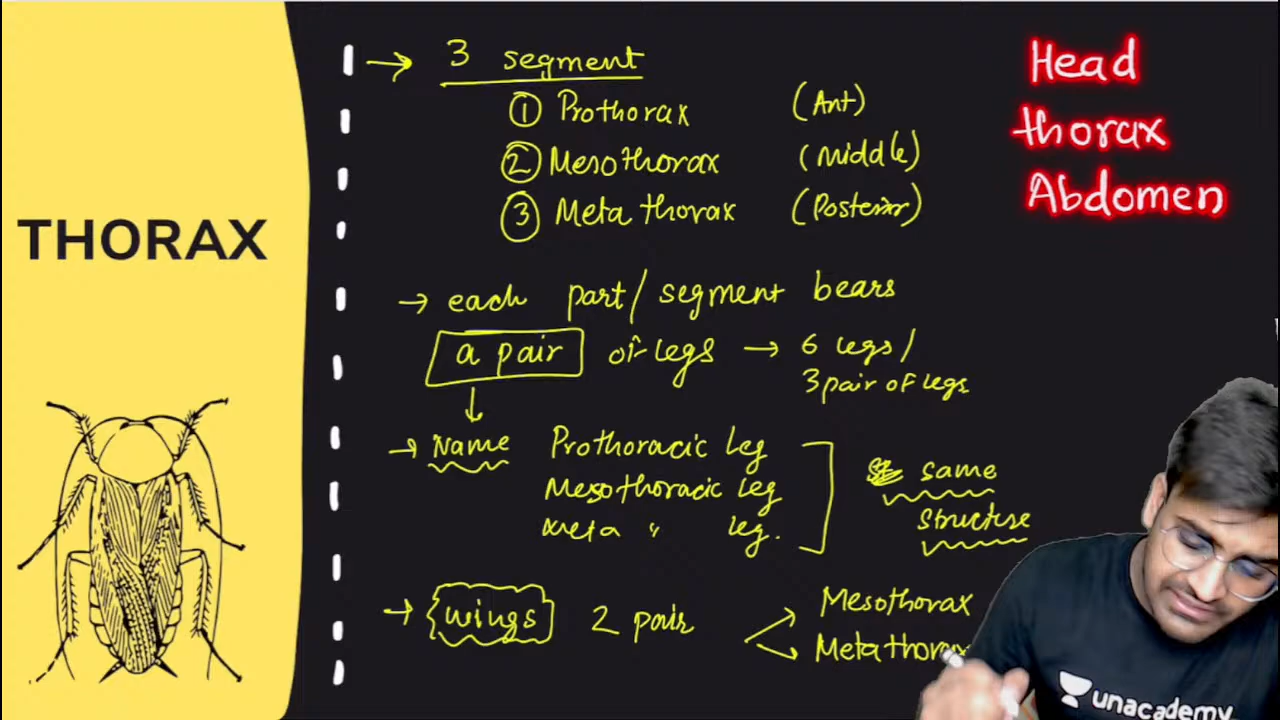 THORAX
→ 3 segment
① Prothorax (Ant)
② Mesothorax (Middle)
③ Meta thorax (Posterior)
Head
thorax
Abdomen
→ each part/segment bears
a pair of legs → 6 legs/
3 pair of legs
→ Name Prothoracic leg
Mesothoracic leg
Meta " leg.
same
structure
→ wings 2 pair
Mesothorax
Metathorax
unacademy